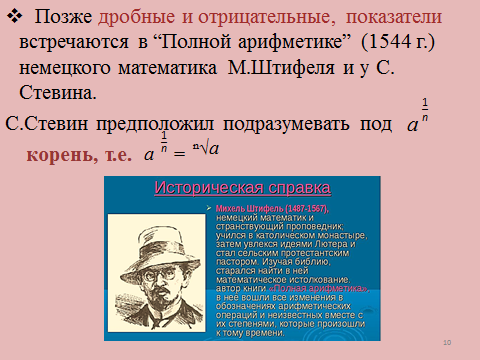 ❖ Позже дробные и отрицательные, показатели
встречаются в “Полной арифметике” (1544 г.)
немецкого математика М.Штифеля и у С.
Стевина.
С.Стевин предположил подразумевать под a^(1/n)
корень, т.е. a^(1/n) = ⁿ√a
Историческая справка
➢ Михель Штифель (1487-1567),
немецкий математик и
странствующий проповедник;
учился в католическом монастыре,
затем увлекся идеями Лютера и
стал сельским протестантским
пастором. Изучая библию,
старался найти в ней
математическое истолкование.
автор книги «Полная арифметика»,
в нее вошли все изменения в
обозначениях арифметических
операций и неизвестных вместе с
их степенями, которые произошли
к тому времени.
10